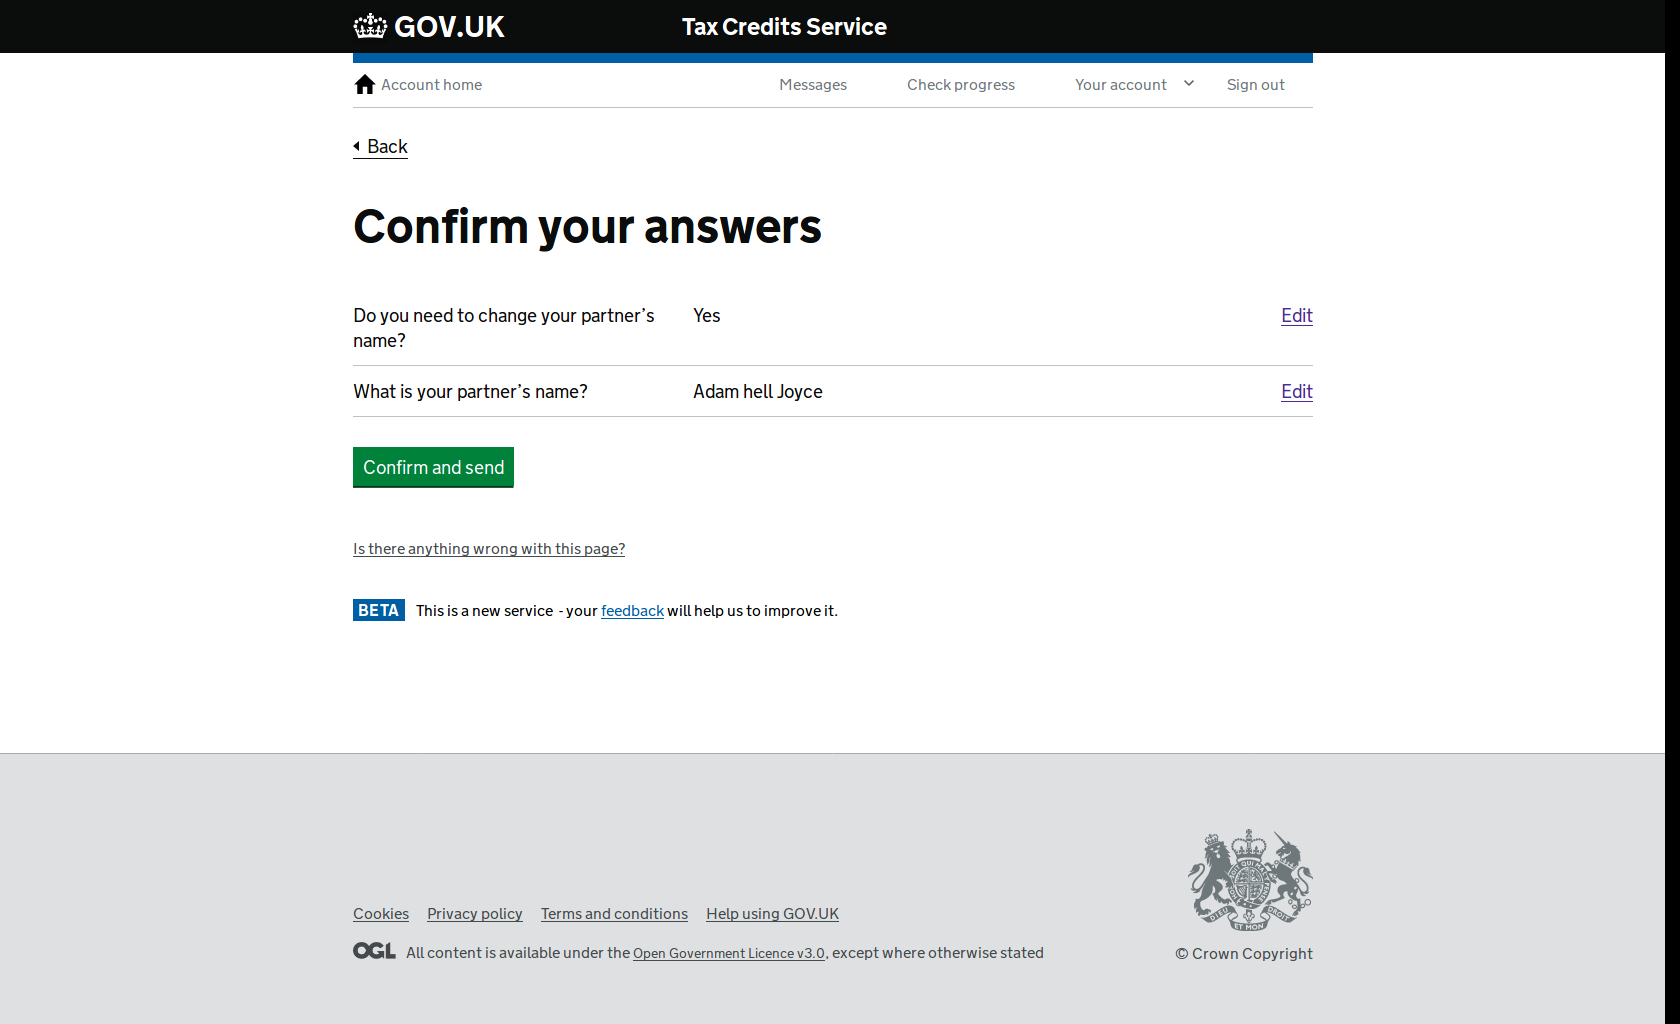 GOV.UK
Tax Credits Service
Account home
Messages
Check progress
Your account
Sign out
Back
Confirm your answers
Do you need to change your partner’s
name?
Yes
Edit
What is your partner’s name?
Adam hell Joyce
Edit
Confirm and send
Is there anything wrong with this page?
BETA This is a new service - your feedback will help us to improve it.
Cookies Privacy policy Terms and conditions Help using GOV.UK
OGL All content is available under the Open Government Licence v3.0, except where otherwise stated
DIEU ET MON DROIT
© Crown Copyright